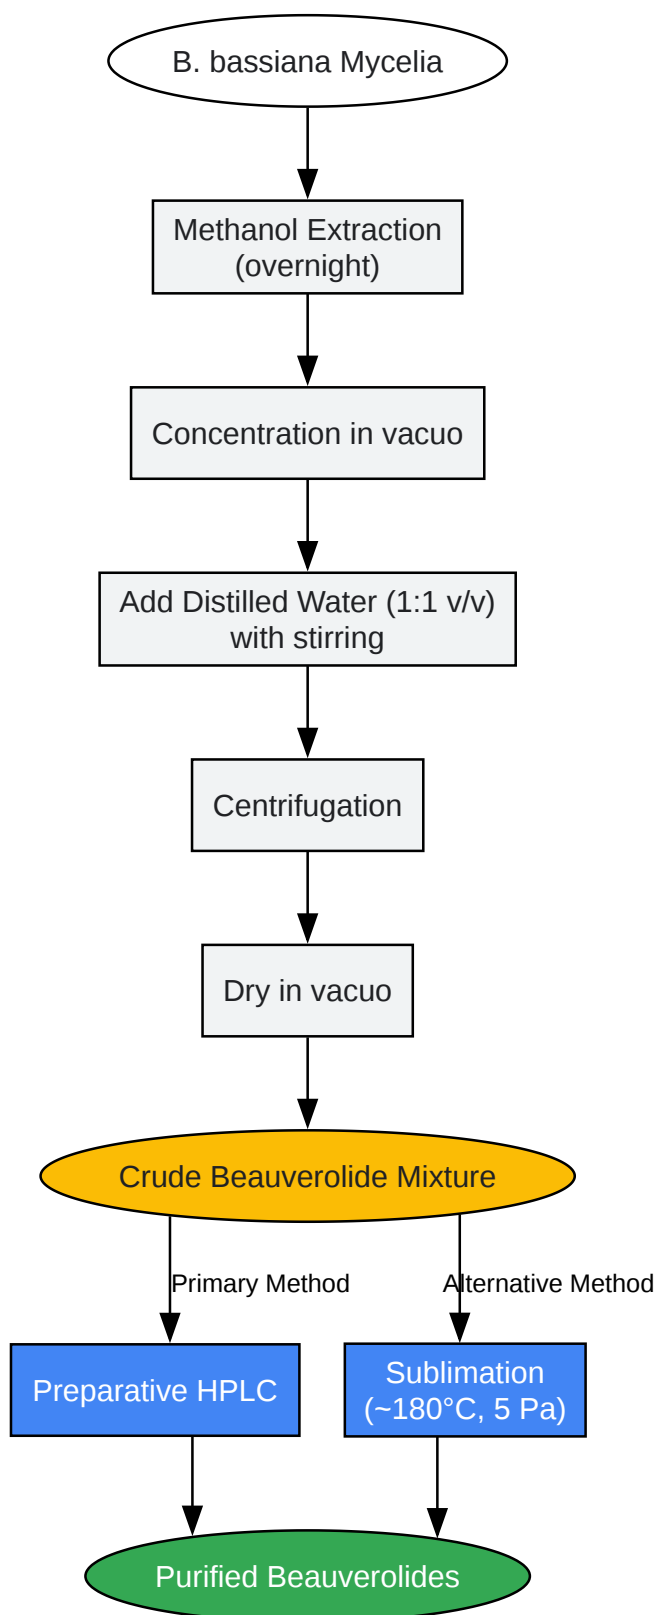 B. bassiana Mycelia
Methanol Extraction
(overnight)
Concentration in vacuo
Add Distilled Water (1:1 v/v)
with stirring
Centrifugation
Dry in vacuo
Crude Beauverolide Mixture
Primary Method
Alternative Method
Preparative HPLC
Sublimation
(~180°C, 5 Pa)
Purified Beauverolides